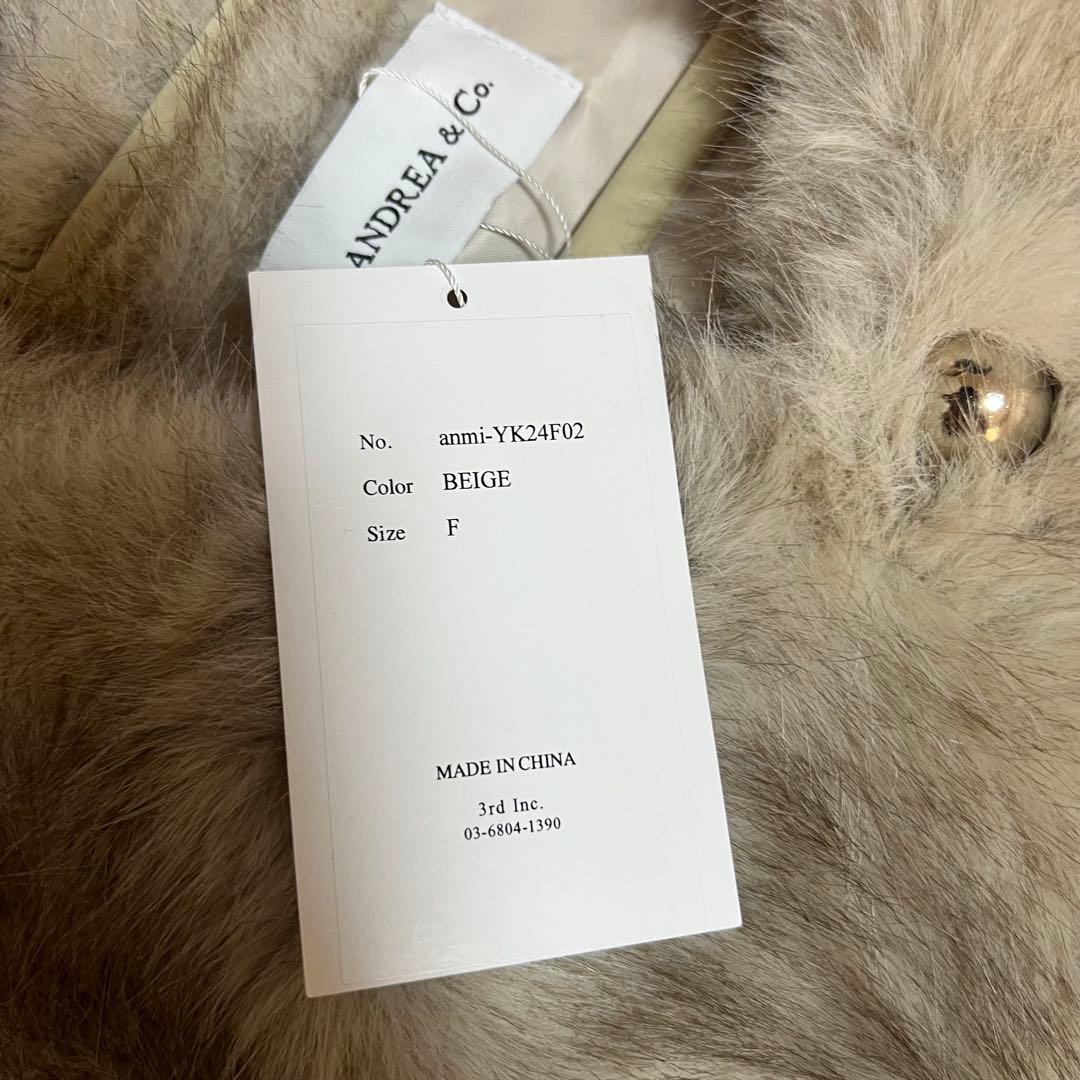 ANDREA & Co.
No. anmi-YK24F02
Color BEIGE
Size F
MADE IN CHINA
3rd Inc.
03-6804-1390